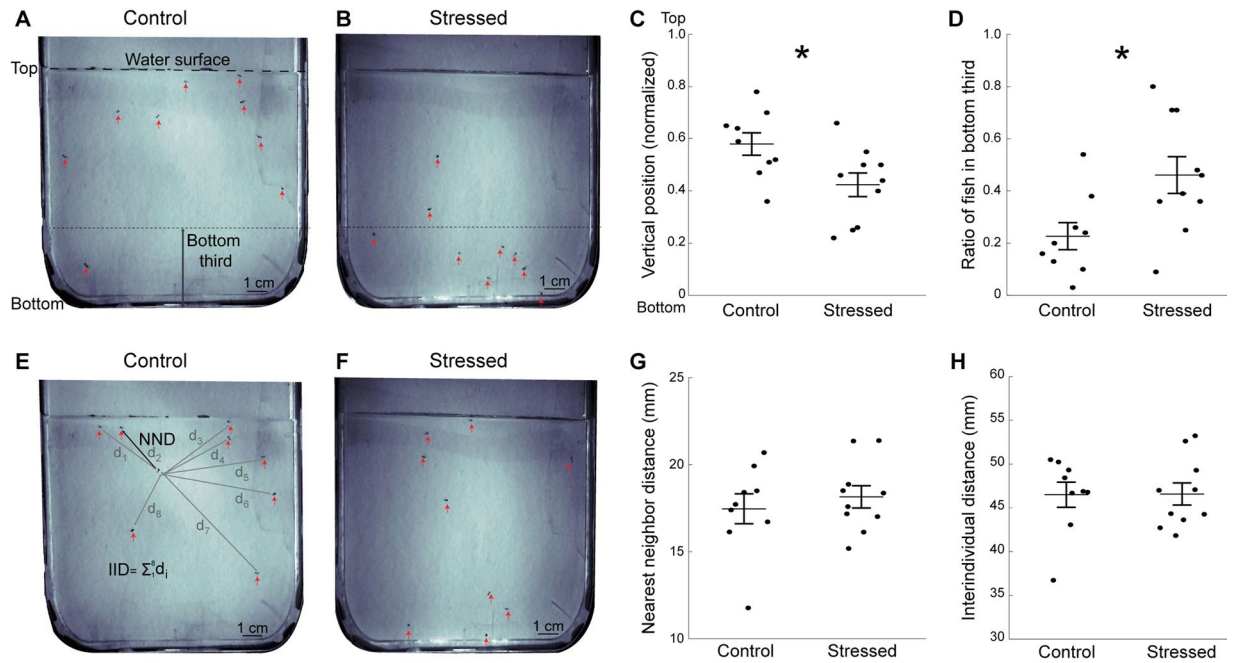 A
Control
Top
Water surface
Bottom
third
Bottom
1 cm
B
Stressed
1 cm
C
Top
1.0
0.8
0.6
0.4
0.2
0
Bottom
Vertical position (normalized)
*
Control
Stressed
D
1.0
0.8
0.6
0.4
0.2
0
Ratio of fish in bottom third
*
Control
Stressed
E
Control
NND
d1
d2
d3
d4
d5
d6
d7
d8
IID= Σ⁸₁di
1 cm
F
Stressed
1 cm
G
25
20
15
10
Nearest neighbor distance (mm)
Control
Stressed
H
60
55
50
45
40
35
30
Interindividual distance (mm)
Control
Stressed